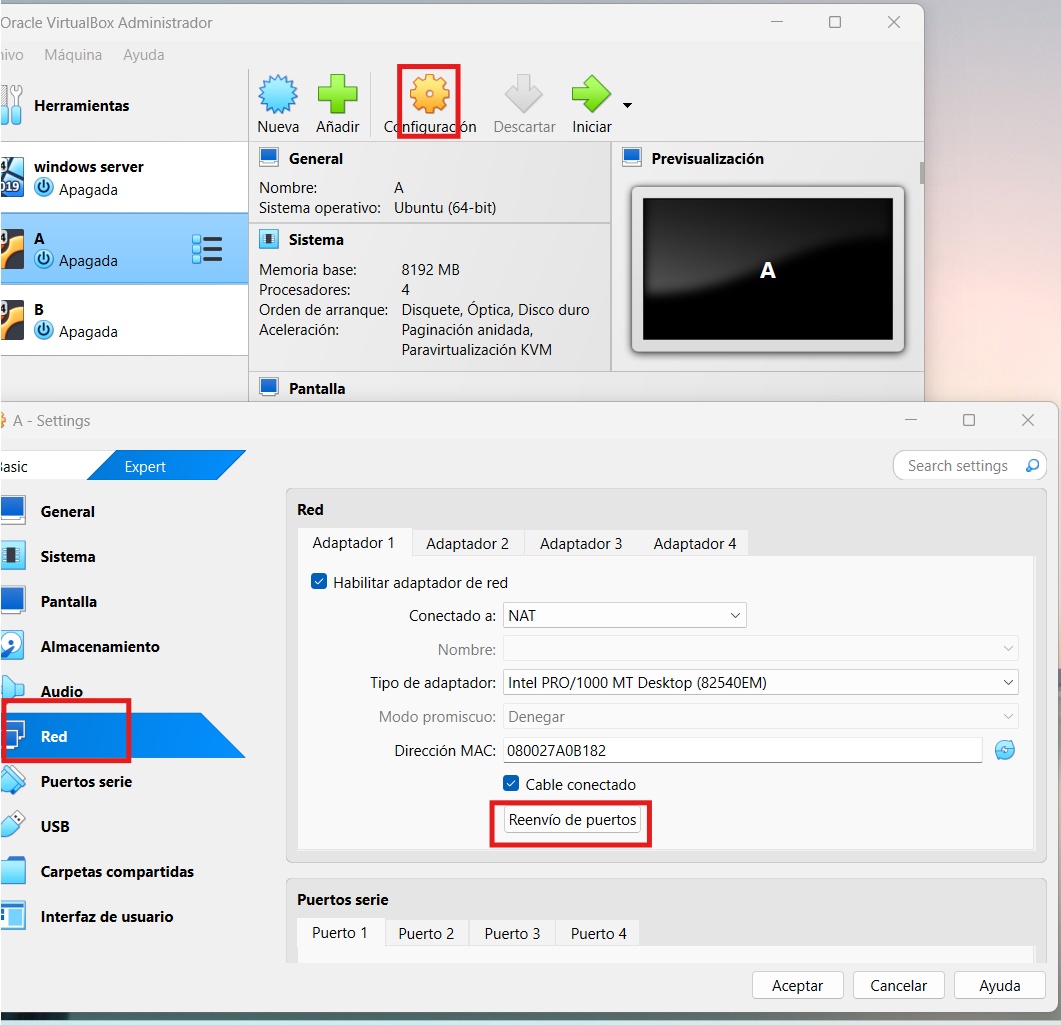 Oracle VirtualBox Administrador
Máquina Ayuda
Herramientas
Nueva Añadir Configuración Descartar Iniciar
windows server
Apagada
A
Apagada
B
Apagada
General
Nombre: A
Sistema operativo: Ubuntu (64-bit)
Sistema
Memoria base: 8192 MB
Procesadores: 4
Orden de arranque: Disquete, Óptica, Disco duro
Aceleración: Paginación anidada,
Paravirtualización KVM
Pantalla
Previsualización
A
A - Settings
Expert
Search settings
General
Sistema
Pantalla
Almacenamiento
Audio
Red
Puertos serie
USB
Carpetas compartidas
Interfaz de usuario
Red
Adaptador 1 Adaptador 2 Adaptador 3 Adaptador 4
Habilitar adaptador de red
Conectado a: NAT
Nombre:
Tipo de adaptador: Intel PRO/1000 MT Desktop (82540EM)
Modo promiscuo: Denegar
Dirección MAC: 080027A0B182
Cable conectado
Reenvío de puertos
Puertos serie
Puerto 1 Puerto 2 Puerto 3 Puerto 4
Aceptar Cancelar Ayuda